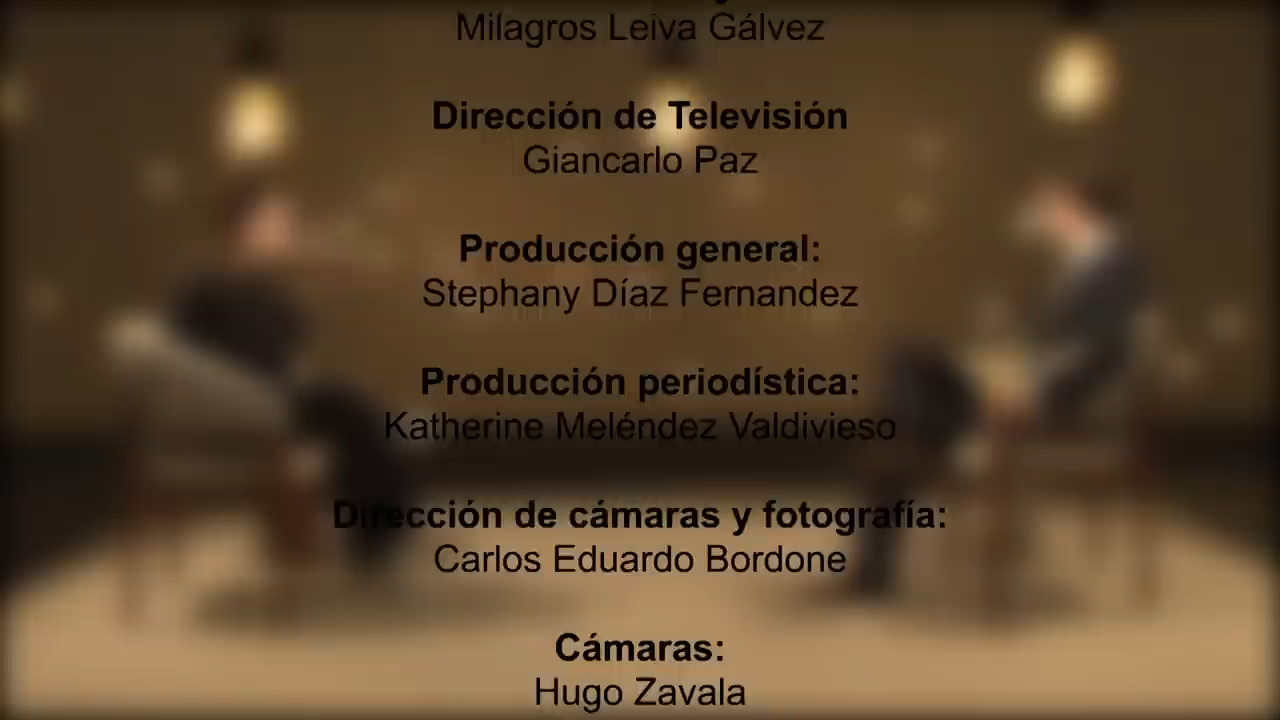 Milagros Leiva Gálvez
Dirección de Televisión
Giancarlo Paz
Producción general:
Stephany Díaz Fernandez
Producción periodística:
Katherine Meléndez Valdivieso
Dirección de cámaras y fotografía:
Carlos Eduardo Bordone
Cámaras:
Hugo Zavala